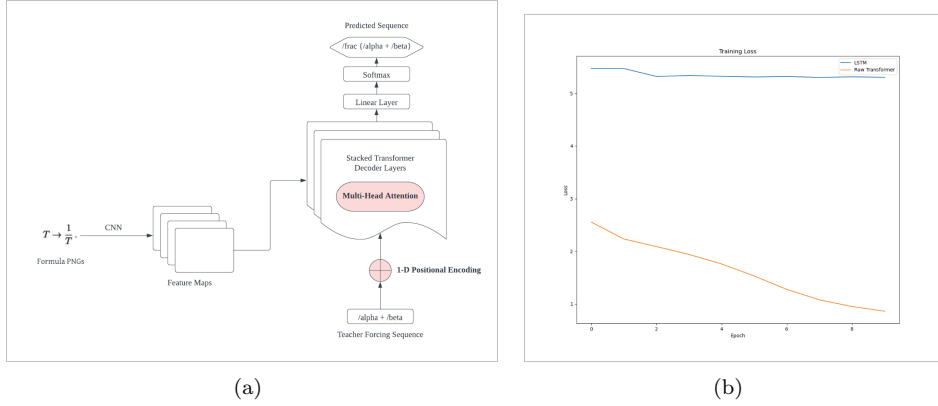 Predicted Sequence
/frac {/alpha + /beta}
Softmax
Linear Layer
Stacked Transformer
Decoder Layers
Multi-Head Attention
T → 1/T .
CNN
Formula PNGs
Feature Maps
1-D Positional Encoding
/alpha + /beta
Teacher Forcing Sequence
(a)
Training Loss
LSTM
Raw Transformer
5
4
3
2
1
Loss
0 2 4 6 8
Epoch
(b)